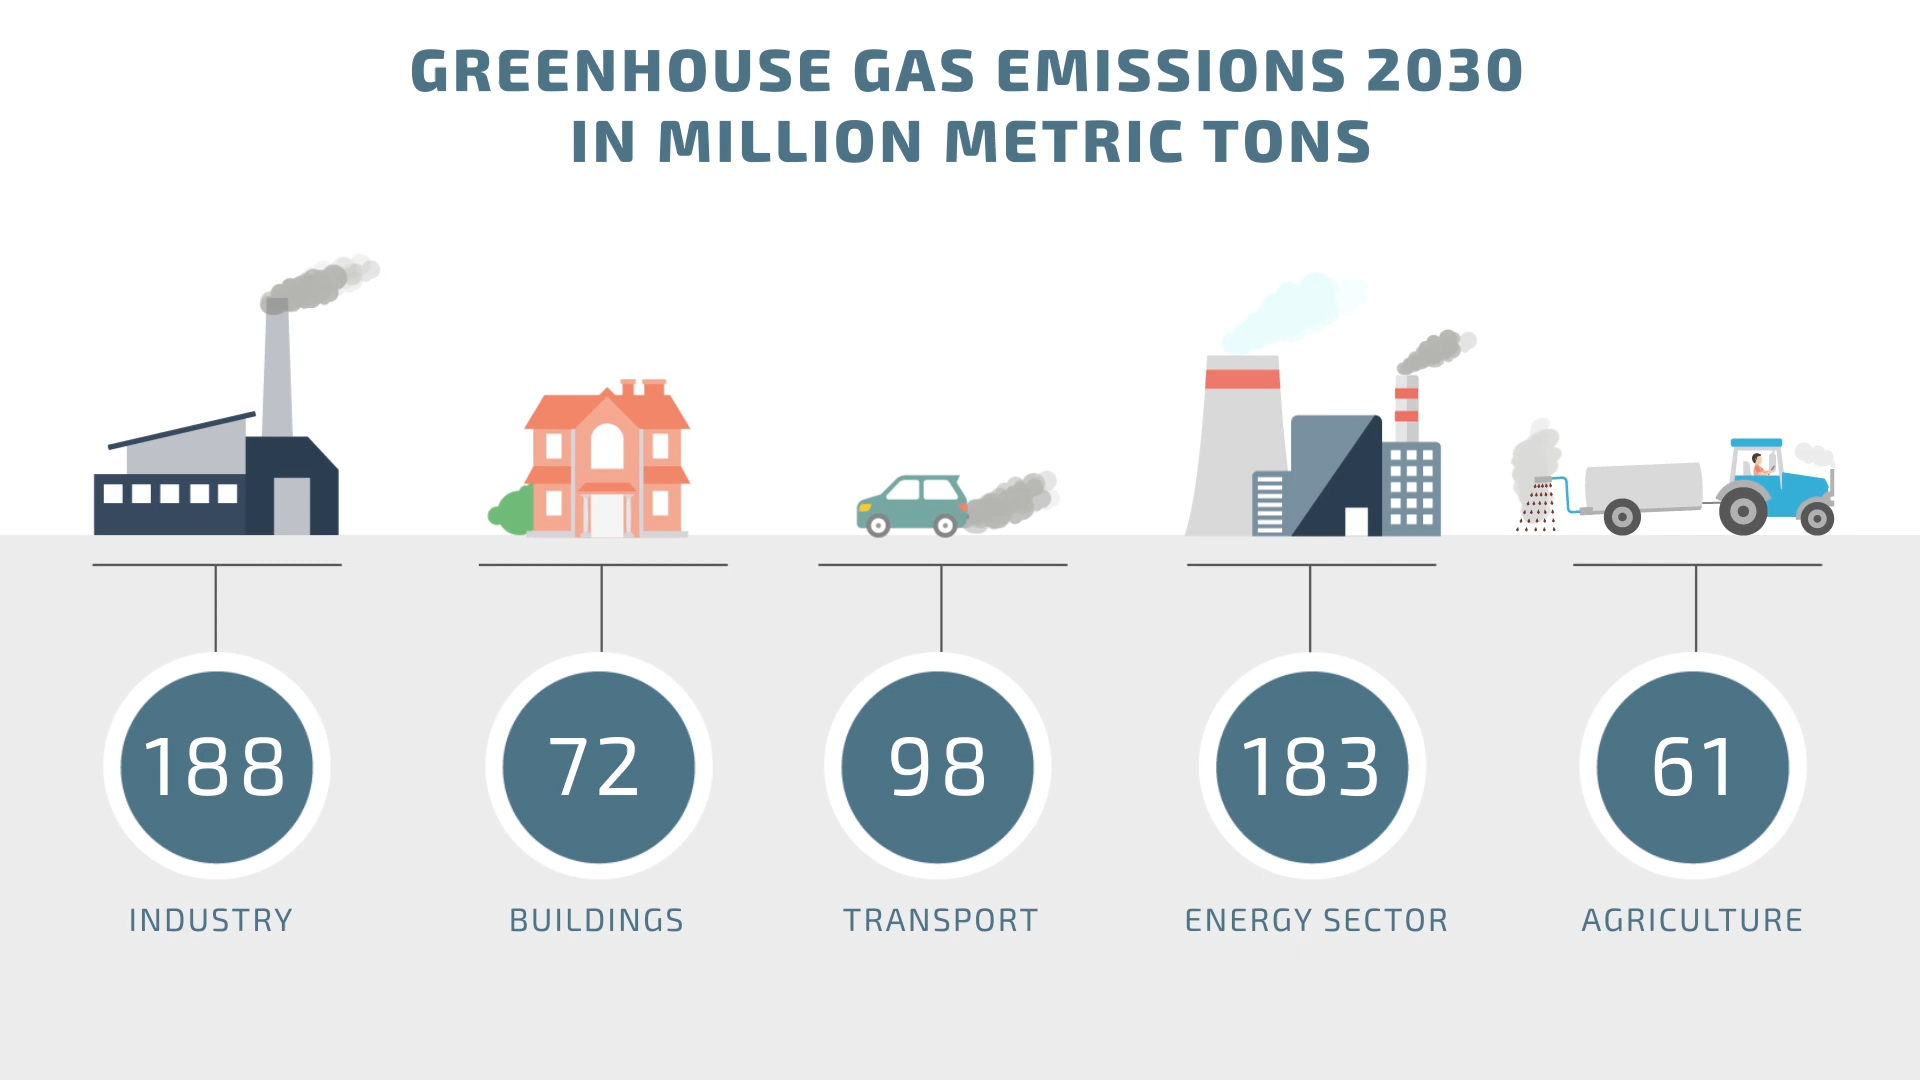 GREENHOUSE GAS EMISSIONS 2030
IN MILLION METRIC TONS
188
72
98
183
61
INDUSTRY
BUILDINGS
TRANSPORT
ENERGY SECTOR
AGRICULTURE